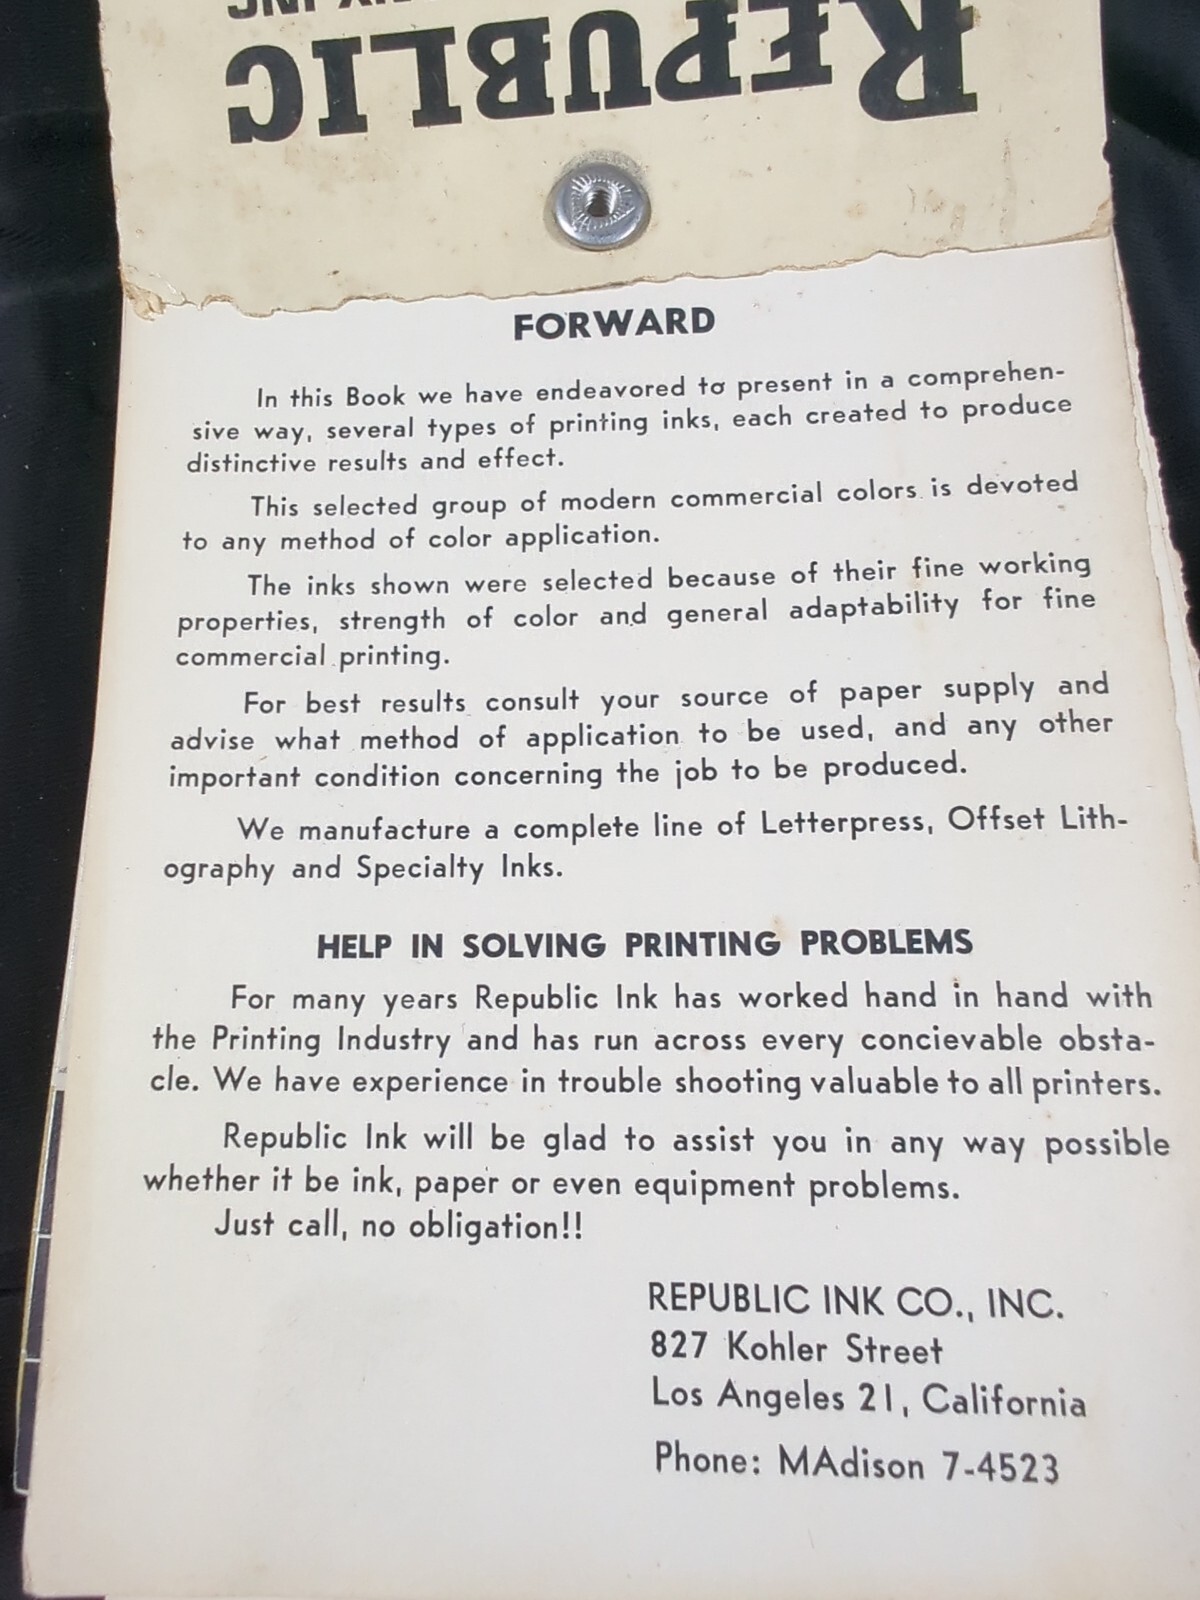 REPUBLIC
FORWARD
In this Book we have endeavored to present in a comprehen-
sive way, several types of printing inks, each created to produce
distinctive results and effect.
This selected group of modern commercial colors is devoted
to any method of color application.
The inks shown were selected because of their fine working
properties, strength of color and general adaptability for fine
commercial printing.
For best results consult your source of paper supply and
advise what method of application to be used, and any other
important condition concerning the job to be produced.
We manufacture a complete line of Letterpress, Offset Lith-
ography and Specialty Inks.
HELP IN SOLVING PRINTING PROBLEMS
For many years Republic Ink has worked hand in hand with
the Printing Industry and has run across every concievable obsta-
cle. We have experience in trouble shooting valuable to all printers.
Republic Ink will be glad to assist you in any way possible
whether it be ink, paper or even equipment problems.
Just call, no obligation!!
REPUBLIC INK CO., INC.
827 Kohler Street
Los Angeles 21, California
Phone: MAdison 7-4523